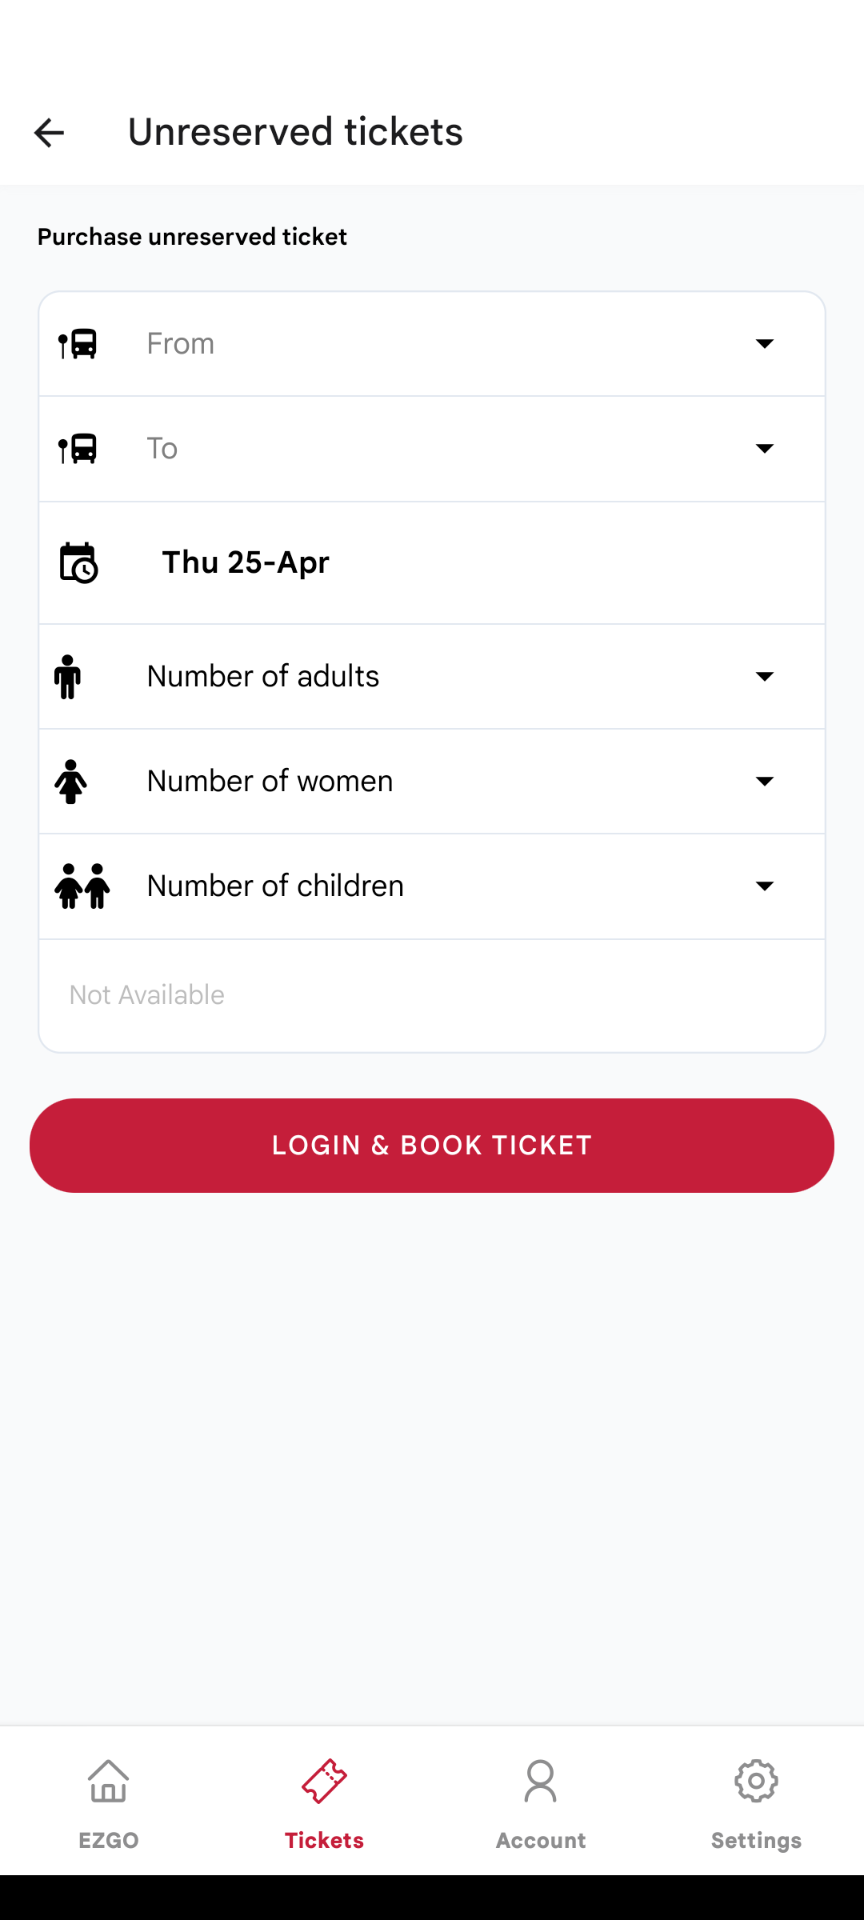 Unreserved tickets
Purchase unreserved ticket
From
To
Thu 25-Apr
Number of adults
Number of women
Number of children
Not Available
LOGIN & BOOK TICKET
EZGO
Tickets
Account
Settings